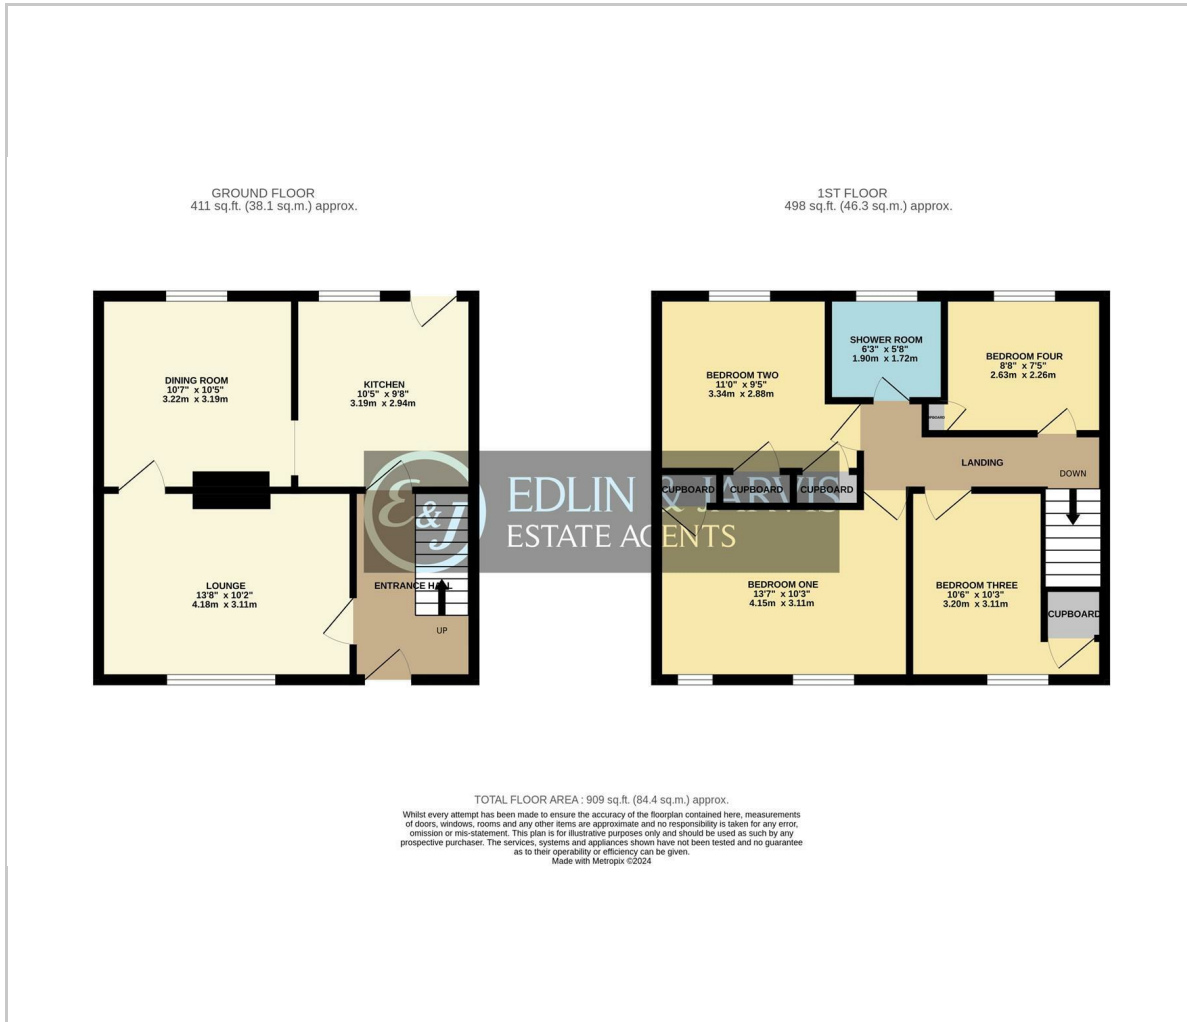 GROUND FLOOR
411 sq.ft. (38.1 sq.m.) approx.
1ST FLOOR
498 sq.ft. (46.3 sq.m.) approx.
DINING ROOM
10'7" x 10'5"
3.22m x 3.19m
KITCHEN
10'5" x 9'8"
3.19m x 2.94m
LOUNGE
13'8" x 10'2"
4.18m x 3.11m
ENTRANCE HALL
UP
BEDROOM TWO
11'0" x 9'5"
3.34m x 2.88m
SHOWER ROOM
6'3" x 5'8"
1.90m x 1.72m
BEDROOM FOUR
8'8" x 7'5"
2.63m x 2.26m
CUPBOARD
LANDING
DOWN
CUPBOARD
CUPBOARD
CUPBOARD
BEDROOM ONE
13'7" x 10'3"
4.15m x 3.11m
BEDROOM THREE
10'6" x 10'3"
3.20m x 3.11m
CUPBOARD
E&J
EDLIN & JARVIS
ESTATE AGENTS
TOTAL FLOOR AREA : 909 sq.ft. (84.4 sq.m.) approx.
Whilst every attempt has been made to ensure the accuracy of the floorplan contained here, measurements
of doors, windows, rooms and any other items are approximate and no responsibility is taken for any error,
omission or mis-statement. This plan is for illustrative purposes only and should be used as such by any
prospective purchaser. The services, systems and appliances shown have not been tested and no guarantee
as to their operability or efficiency can be given.
Made with Metropix ©2024